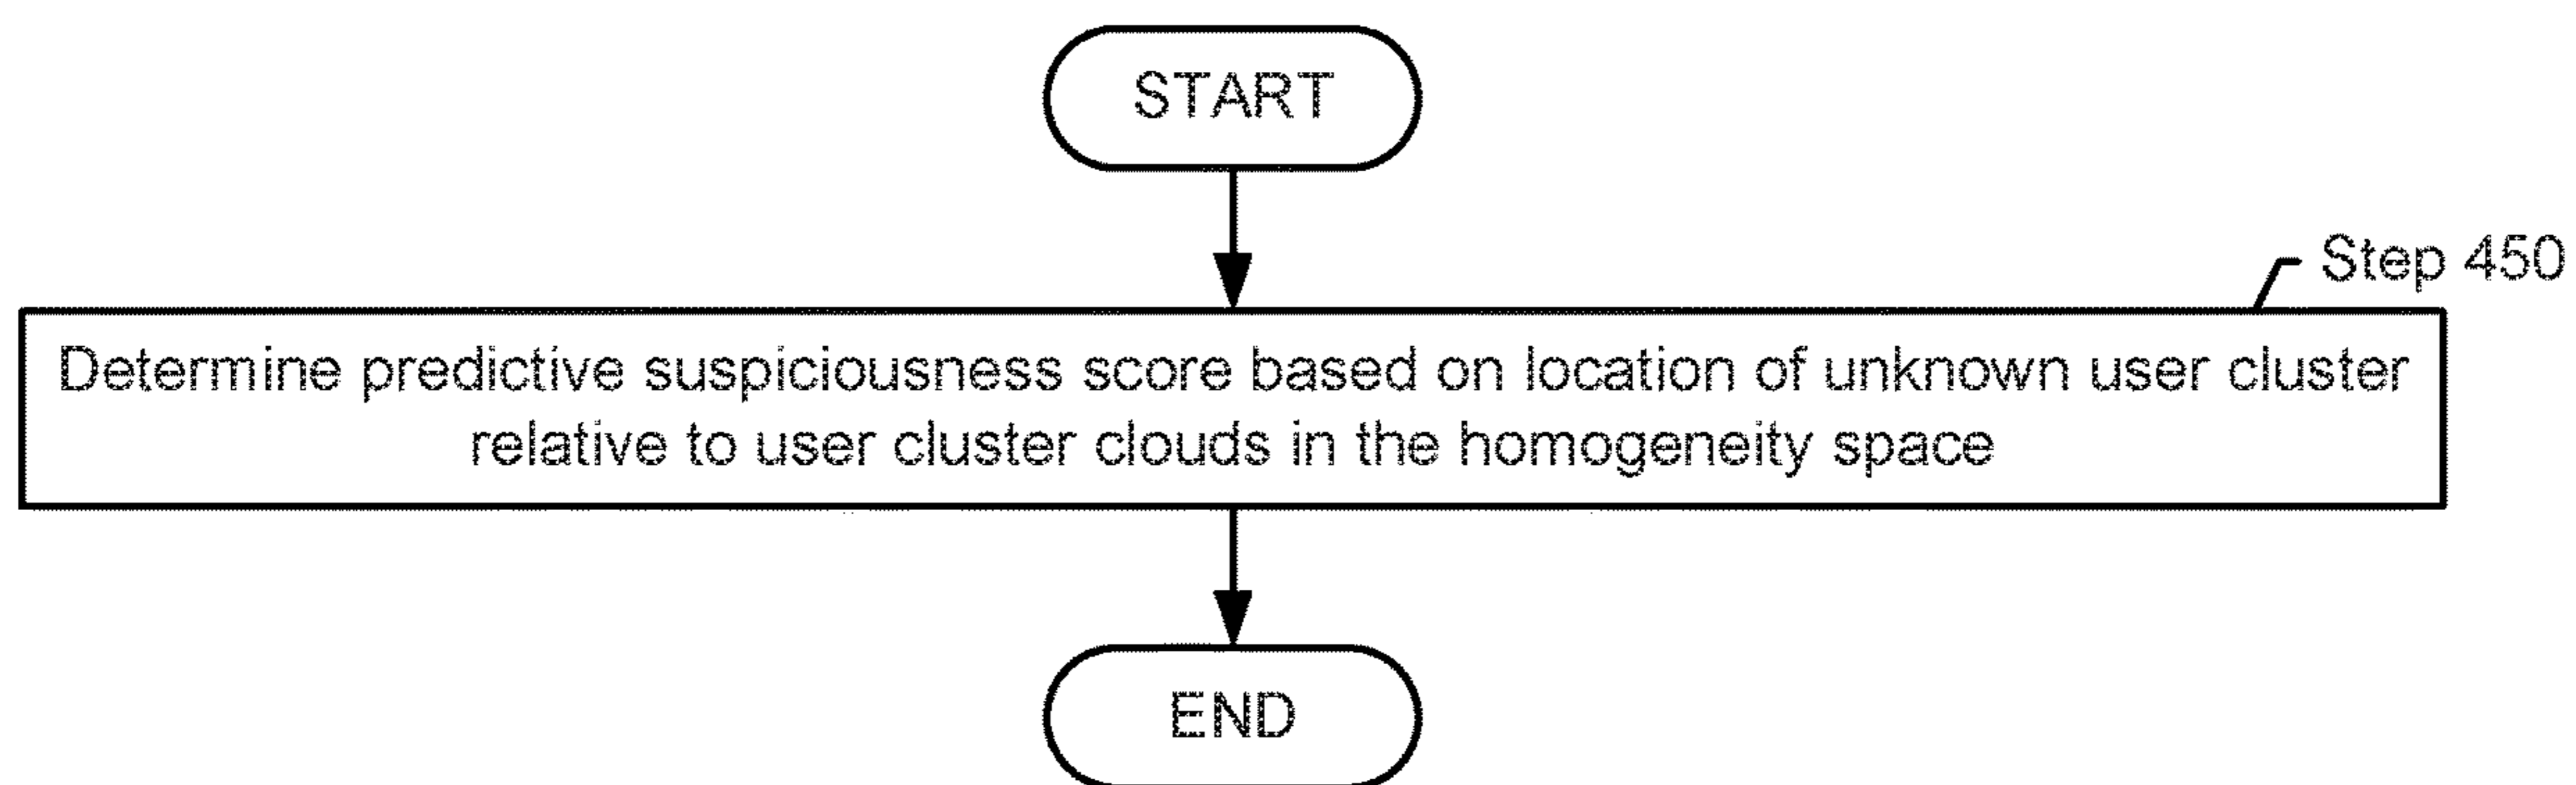 START
Step 450
Determine predictive suspiciousness score based on location of unknown user cluster
relative to user cluster clouds in the homogeneity space
END